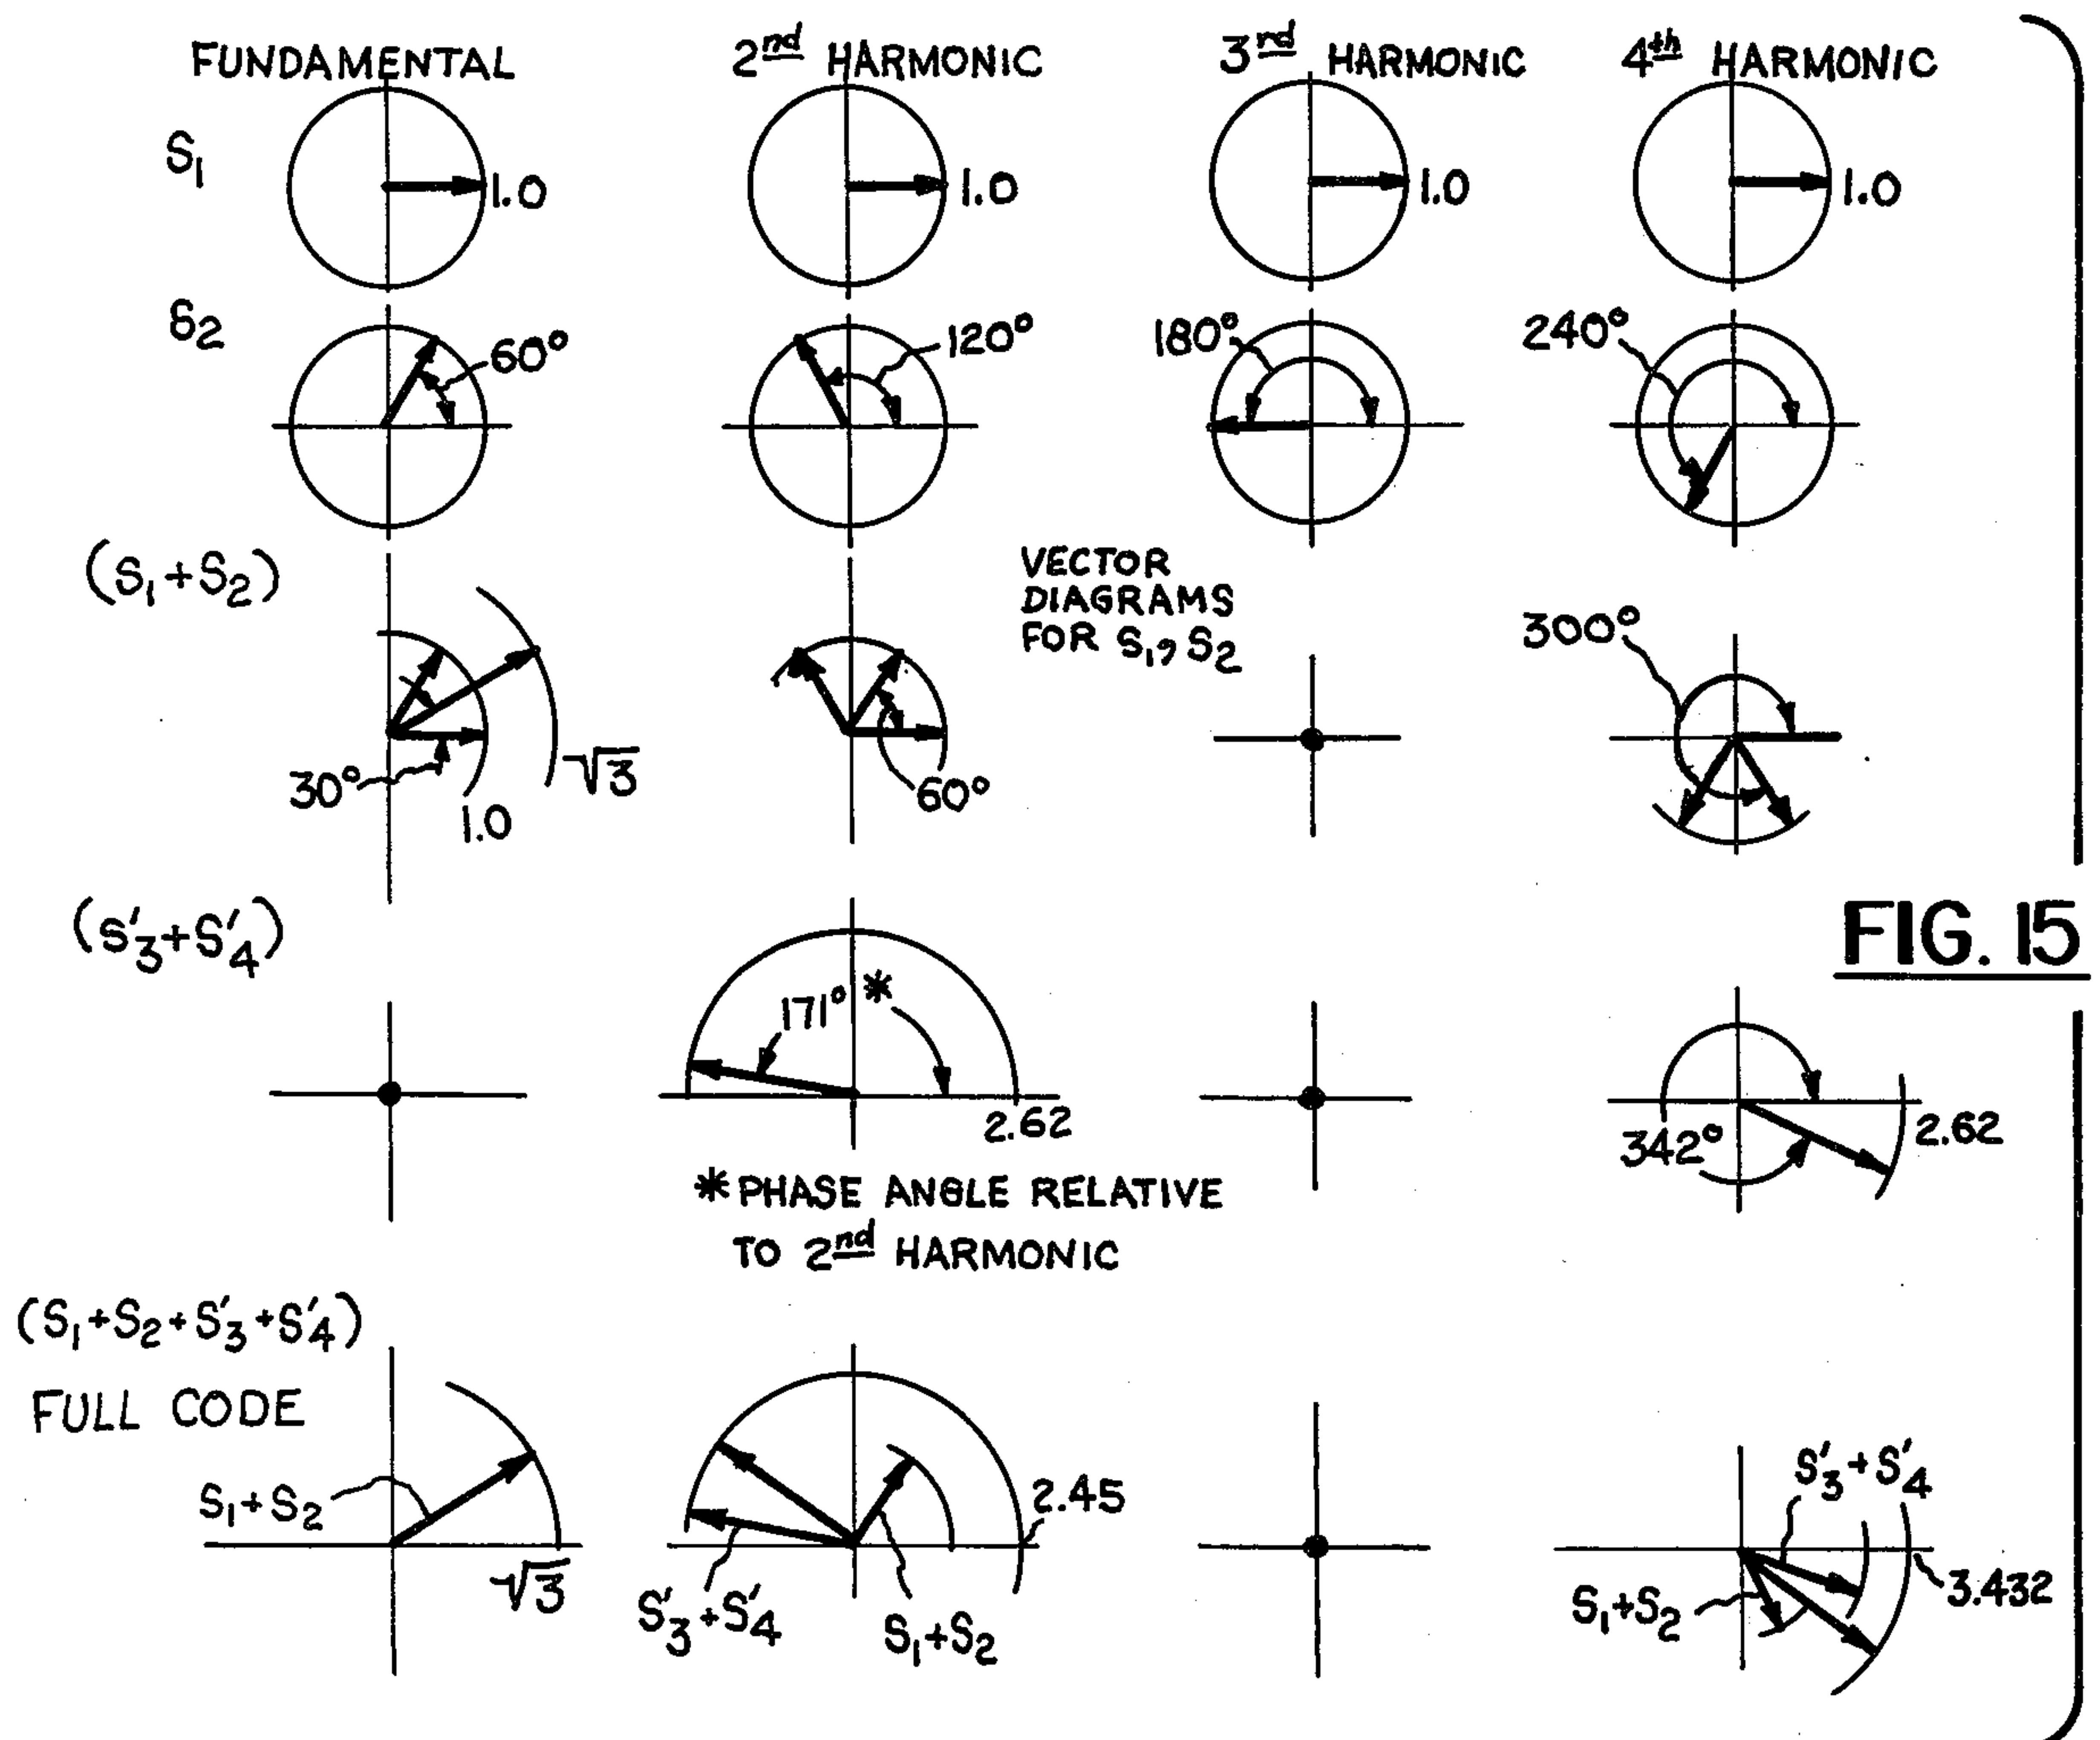 FUNDAMENTAL 2nd HARMONIC 3nd HARMONIC 4th HARMONIC
S1 1.0 1.0 1.0 1.0
S2 60° 120° 180° 240°
(S1+S2)
VECTOR
DIAGRAMS
FOR S1, S2
300°
30° 1.0 √3 60°
(S'3+S'4)
FIG. 15
171° *
2.62
342° 2.62
* PHASE ANGLE RELATIVE
TO 2nd HARMONIC
(S1+S2+S'3+S'4)
FULL CODE
S1+S2 √3
2.45
S'3+S'4 S1+S2
S'3+S'4
S1+S2 3.432